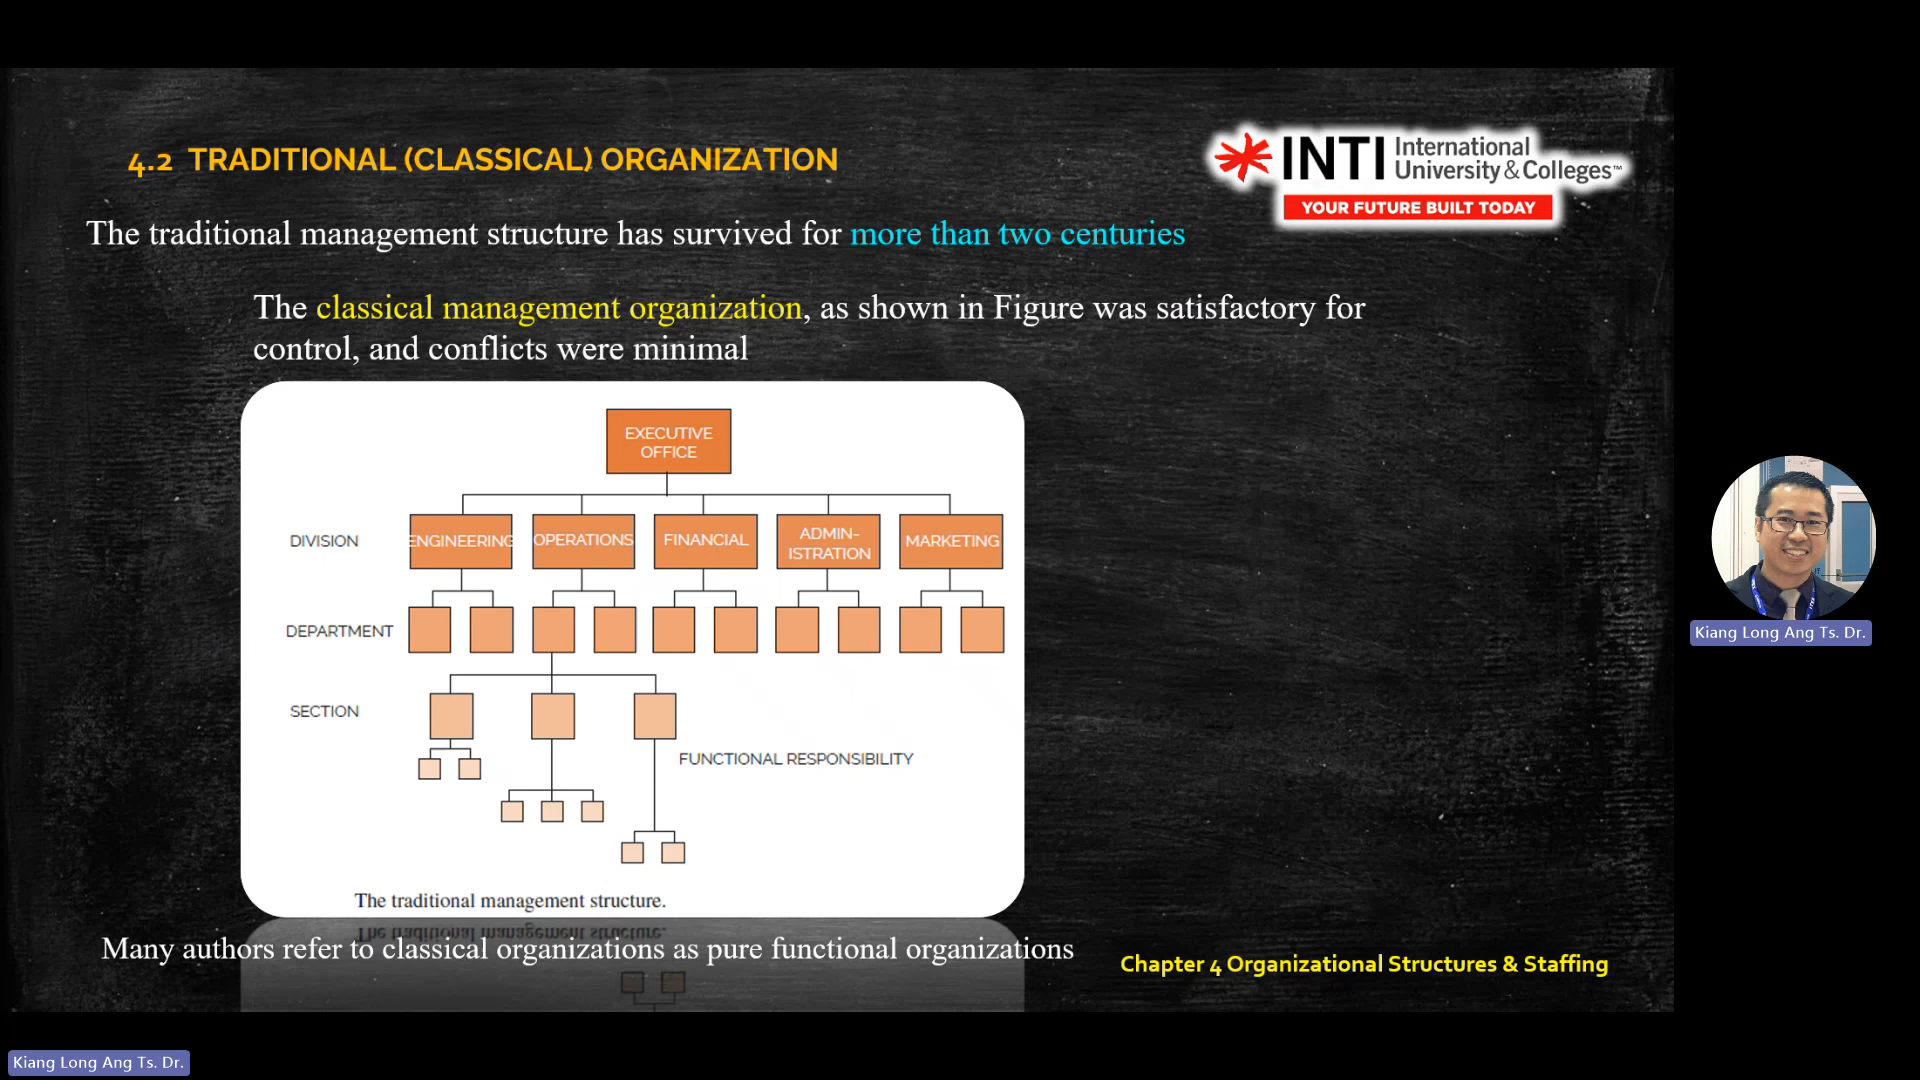 4.2 TRADITIONAL (CLASSICAL) ORGANIZATION
INTI International
University & Colleges™
YOUR FUTURE BUILT TODAY
The traditional management structure has survived for more than two centuries
The classical management organization, as shown in Figure was satisfactory for
control, and conflicts were minimal
EXECUTIVE
OFFICE
DIVISION
ENGINEERING
OPERATIONS
FINANCIAL
ADMIN-
ISTRATION
MARKETING
DEPARTMENT
SECTION
FUNCTIONAL RESPONSIBILITY
The traditional management structure.
Many authors refer to classical organizations as pure functional organizations
Chapter 4 Organizational Structures & Staffing
Kiang Long Ang Ts. Dr.
Kiang Long Ang Ts. Dr.